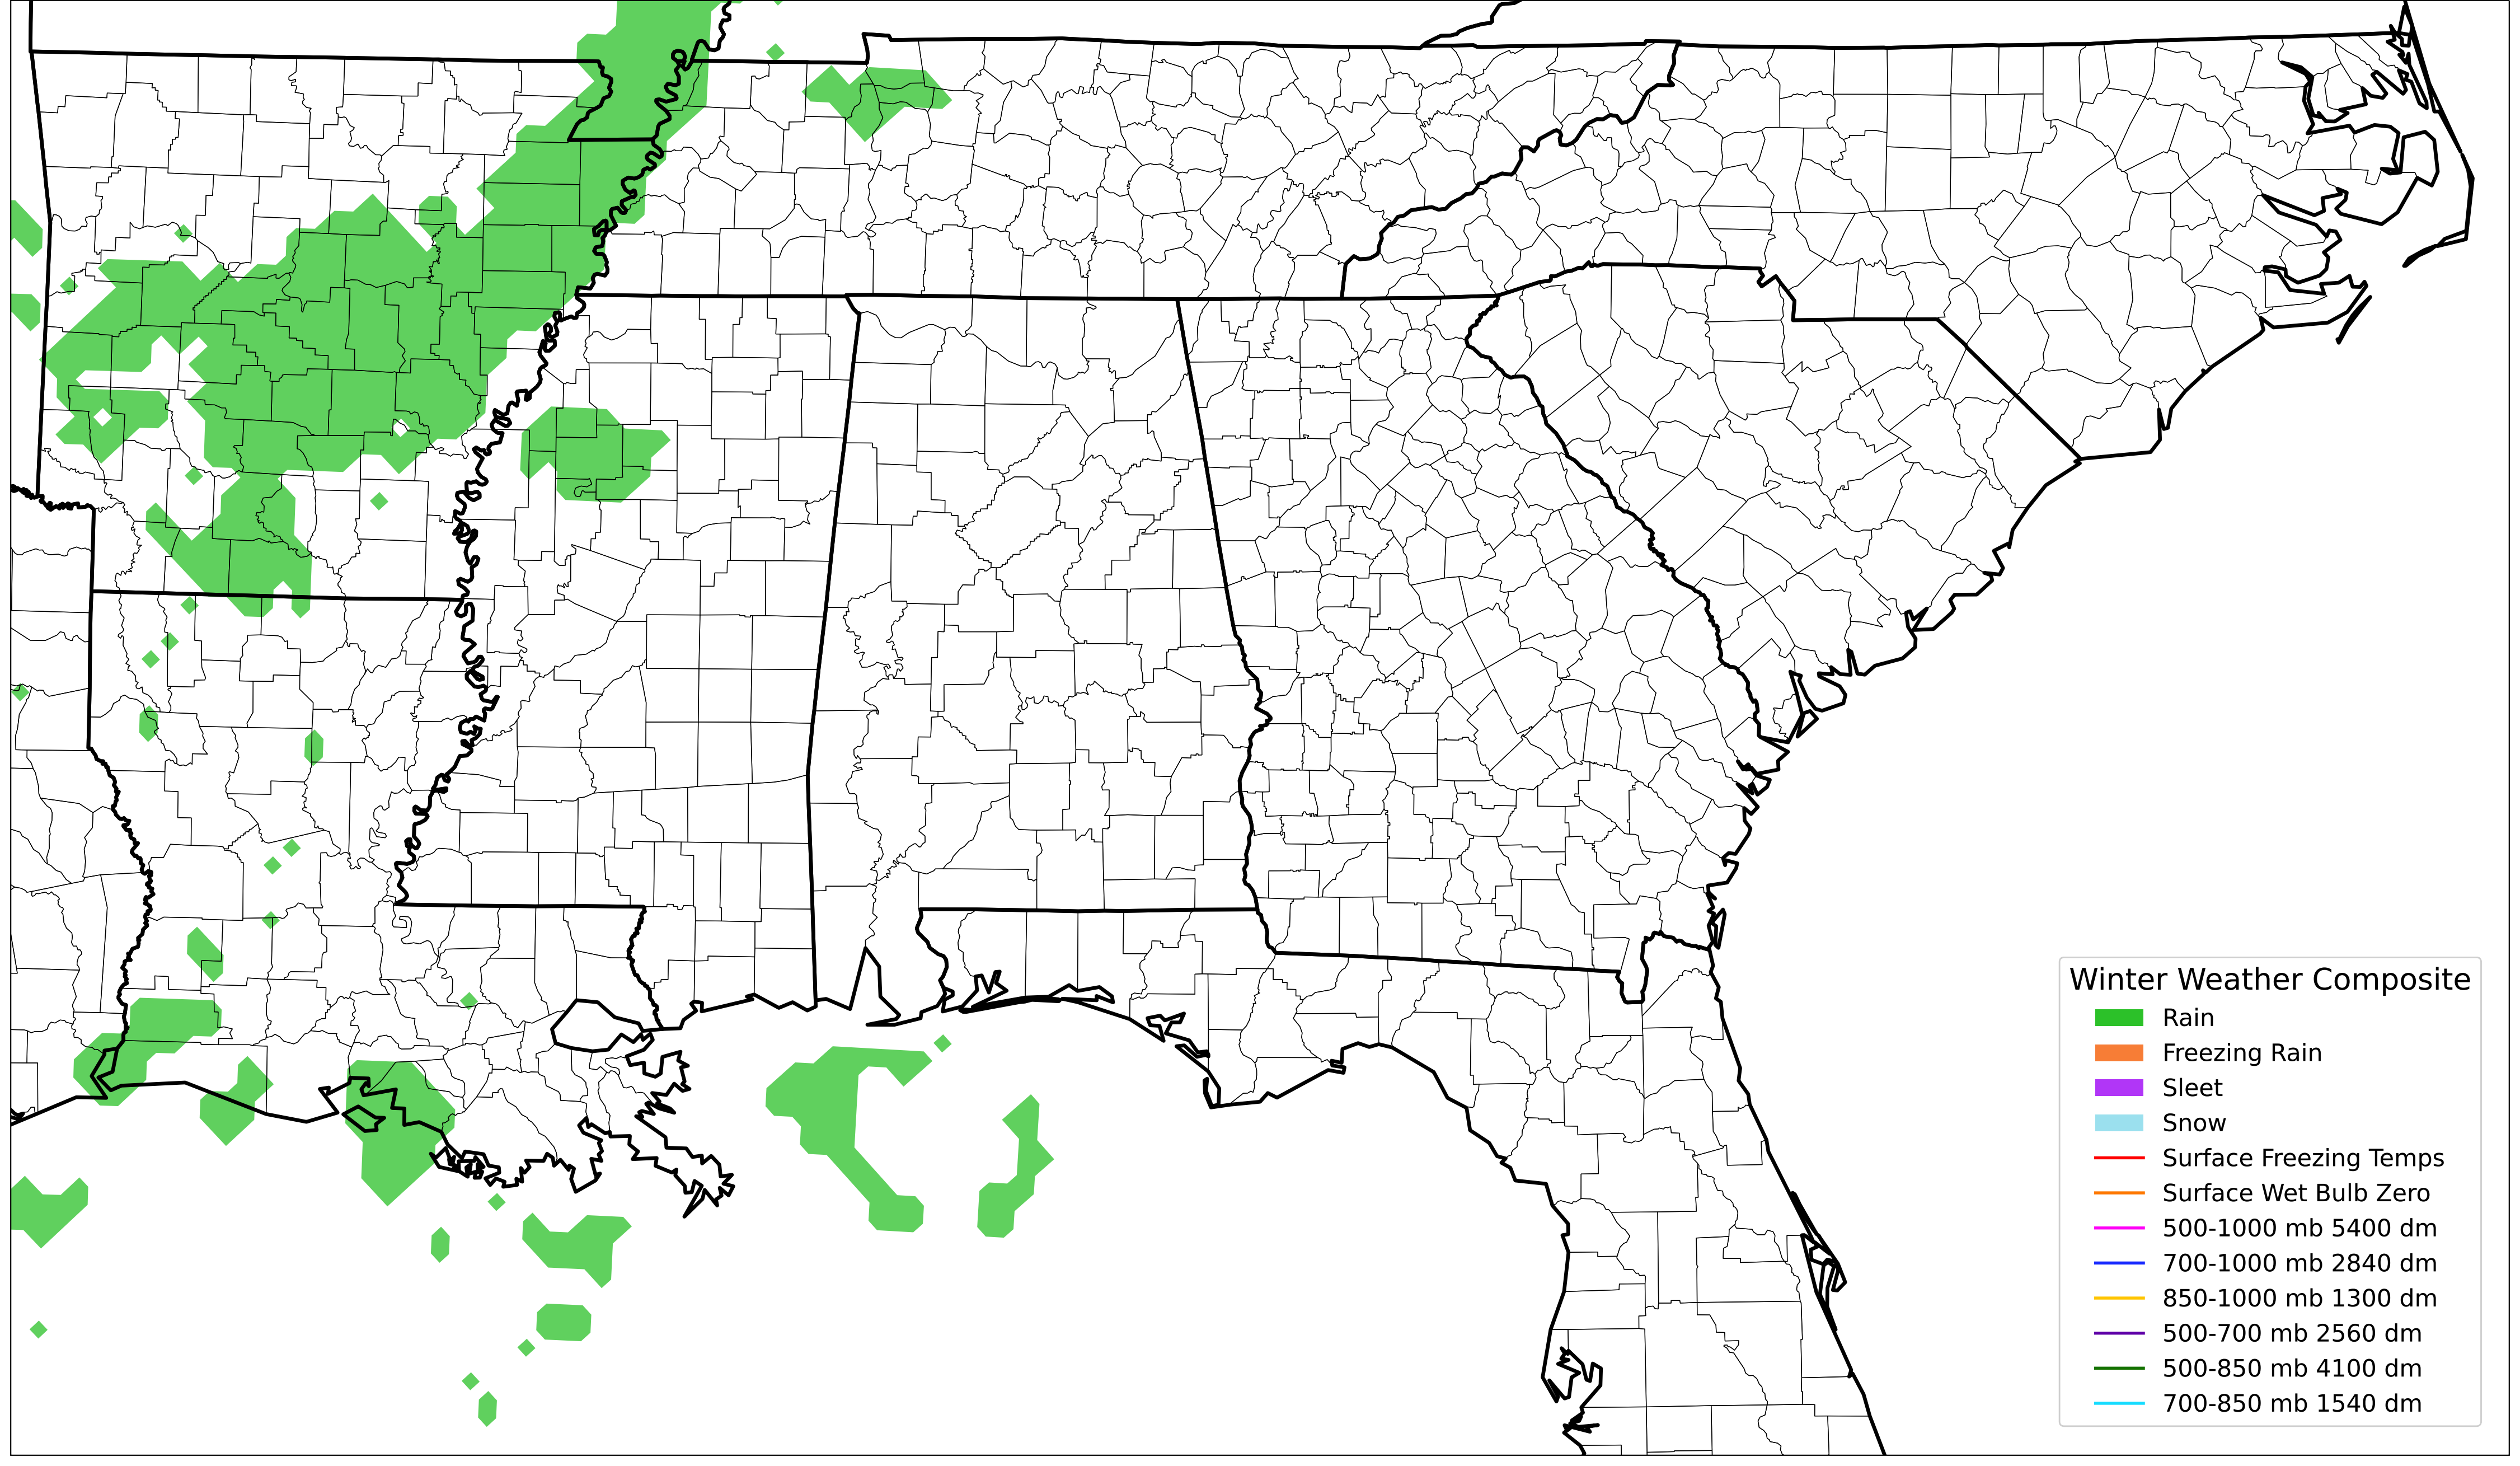 Winter Weather Composite
Rain
Freezing Rain
Sleet
Snow
Surface Freezing Temps
Surface Wet Bulb Zero
500-1000 mb 5400 dm
700-1000 mb 2840 dm
850-1000 mb 1300 dm
500-700 mb 2560 dm
500-850 mb 4100 dm
700-850 mb 1540 dm